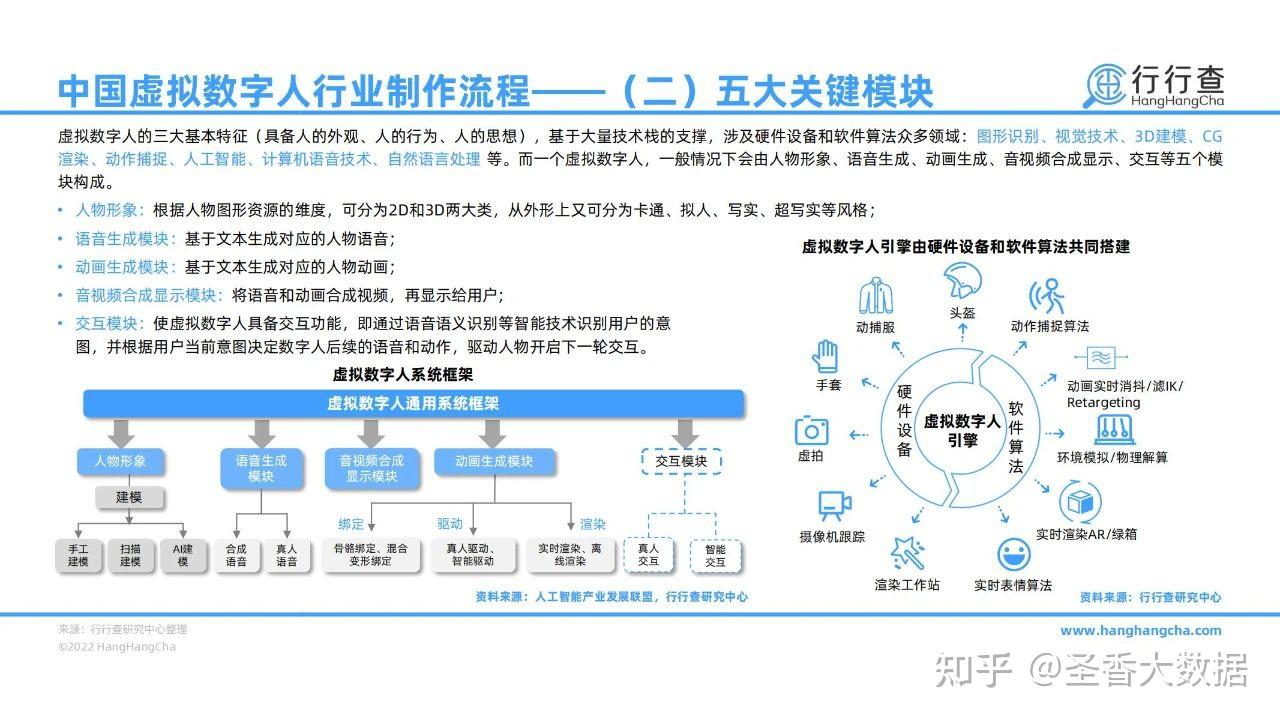 中国虚拟数字人行业制作流程——（二）五大关键模块
行行查
HangHangCha
虚拟数字人的三大基本特征（具备人的外观、人的行为、人的思想），基于大量技术栈的支撑，涉及硬件设备和软件算法众多领域：图形识别、视觉技术、3D建模、CG
渲染、动作捕捉、人工智能、计算机语音技术、自然语言处理 等。而一个虚拟数字人，一般情况下会由人物形象、语音生成、动画生成、音视频合成显示、交互等五个模
块构成。
• 人物形象：根据人物图形资源的维度，可分为2D和3D两大类，从外形上又可分为卡通、拟人、写实、超写实等风格；
• 语音生成模块：基于文本生成对应的人物语音；
• 动画生成模块：基于文本生成对应的人物动画；
• 音视频合成显示模块：将语音和动画合成视频，再显示给用户；
• 交互模块：使虚拟数字人具备交互功能，即通过语音语义识别等智能技术识别用户的意
图，并根据用户当前意图决定数字人后续的语音和动作，驱动人物开启下一轮交互。
虚拟数字人系统框架
虚拟数字人通用系统框架
人物形象
语音生成
模块
音视频合成
显示模块
动画生成模块
交互模块
建模
绑定
驱动
渲染
手工
建模
扫描
建模
AI建
模
合成
语音
真人
语音
骨骼绑定、混合
变形绑定
真人驱动、
智能驱动
实时渲染、离
线渲染
真人
交互
智能
交互
资料来源：人工智能产业发展联盟，行行查研究中心
虚拟数字人引擎由硬件设备和软件算法共同搭建
头盔
动捕服
动作捕捉算法
手套
动画实时消抖/滤IK/
Retargeting
虚拍
环境模拟/物理解算
摄像机跟踪
实时渲染AR/绿箱
渲染工作站
实时表情算法
硬件设备
虚拟数字人
引擎
软件算法
资料来源：行行查研究中心
来源：行行查研究中心整理
©2022 HangHangCha
www.hanghangcha.com
知乎 @圣香大数据